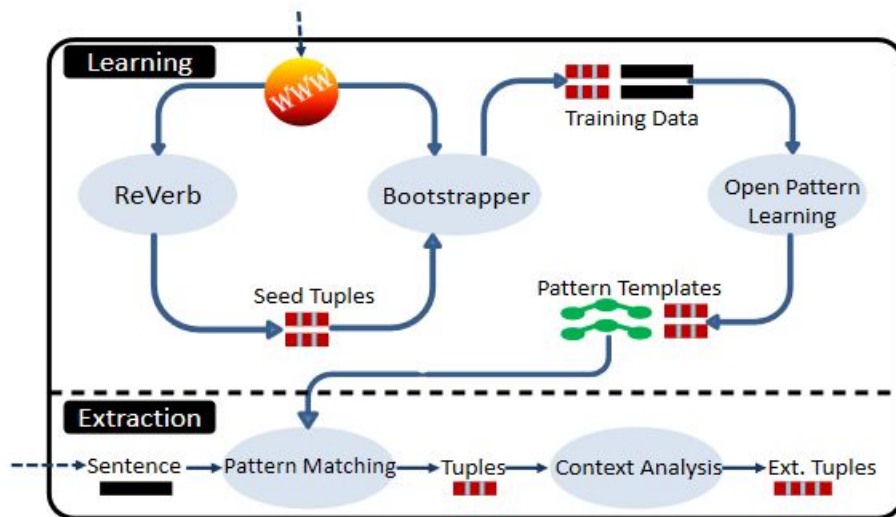 Learning
WWW
Training Data
ReVerb
Bootstrapper
Open Pattern
Learning
Seed Tuples
Pattern Templates
Extraction
Sentence
Pattern Matching
Tuples
Context Analysis
Ext. Tuples